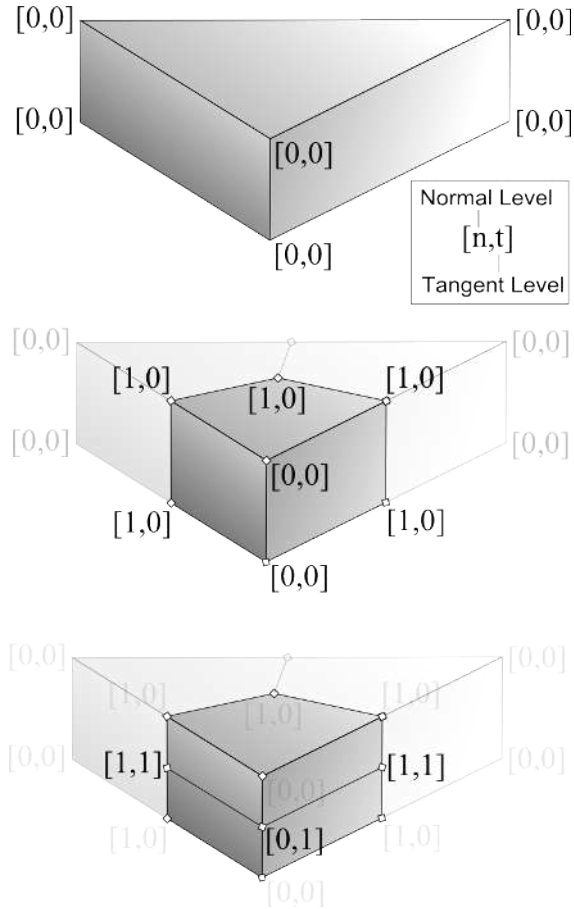 [0,0] [0,0]
[0,0] [0,0]
[0,0]
[0,0]
Normal Level
[n,t]
Tangent Level
[0,0] [0,0]
[1,0] [1,0] [1,0]
[0,0] [0,0] [0,0]
[1,0] [1,0]
[0,0]
[0,0] [0,0]
[1,0] [1,0] [1,0]
[0,0] [1,1] [1,1] [0,0]
[0,0]
[1,0] [0,1] [1,0]
[0,0]